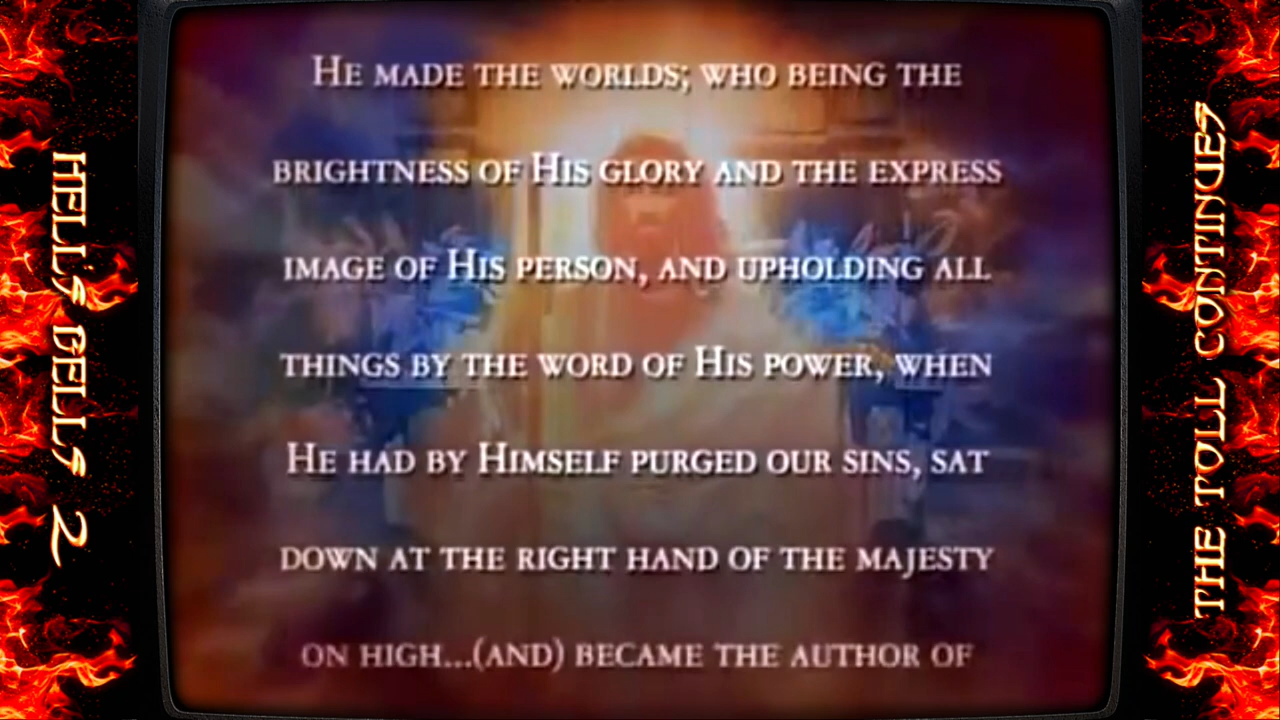 HELL'S BELLS 2
He made the worlds; who being the
brightness of His glory and the express
image of His person, and upholding all
things by the word of His power, when
He had by Himself purged our sins, sat
down at the right hand of the majesty
on high...(and) became the author of
THE TOLL CONTINUES